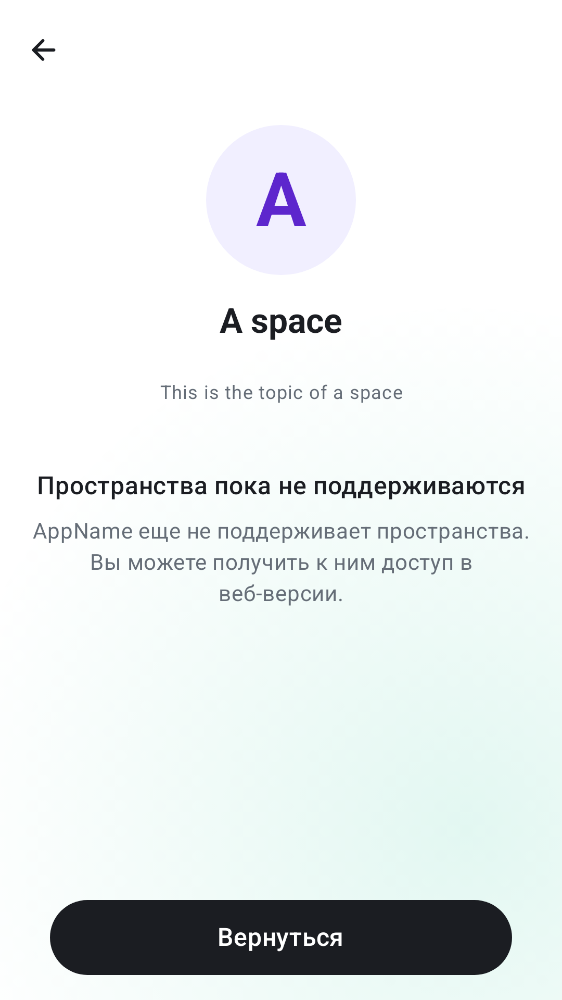 A
A space
This is the topic of a space
Пространства пока не поддерживаются
AppName еще не поддерживает пространства.
Вы можете получить к ним доступ в
веб-версии.
Вернуться